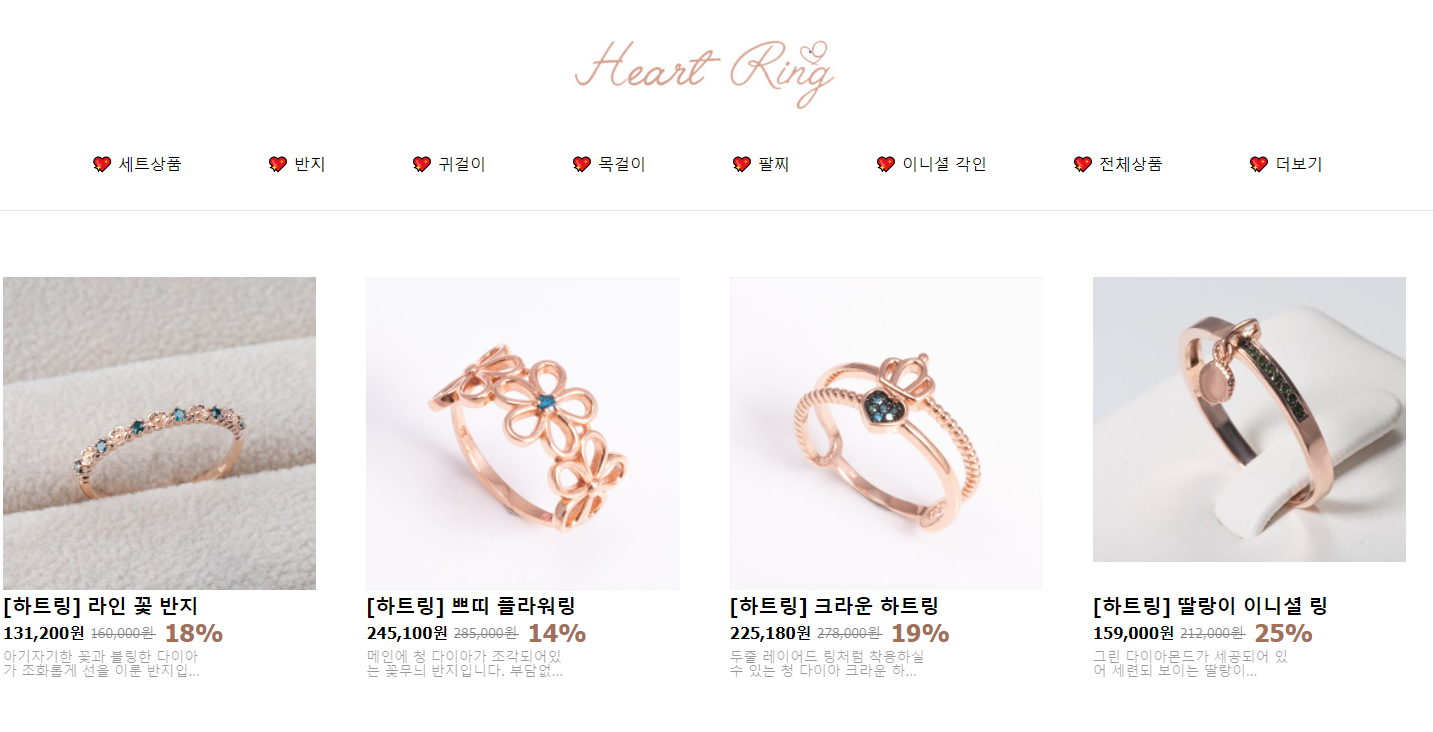 Heart Ring
세트상품 반지 귀걸이 목걸이 팔찌 이니셜 각인 전체상품 더보기
[하트링] 라인 꽃 반지
131,200원 160,000원 18%
아기자기한 꽃과 블링한 다이아
가 조화롭게 선을 이룬 반지입...
[하트링] 쁘띠 플라워링
245,100원 285,000원 14%
메인에 청 다이아가 조각되어있
는 꽃무늬 반지입니다. 부담없...
[하트링] 크라운 하트링
225,180원 278,000원 19%
두줄 레이어드 링처럼 착용하실
수 있는 청 다이아 크라운 하...
[하트링] 딸랑이 이니셜 링
159,000원 212,000원 25%
그린 다이아몬드가 세공되어 있
어 세련되 보이는 딸랑이...